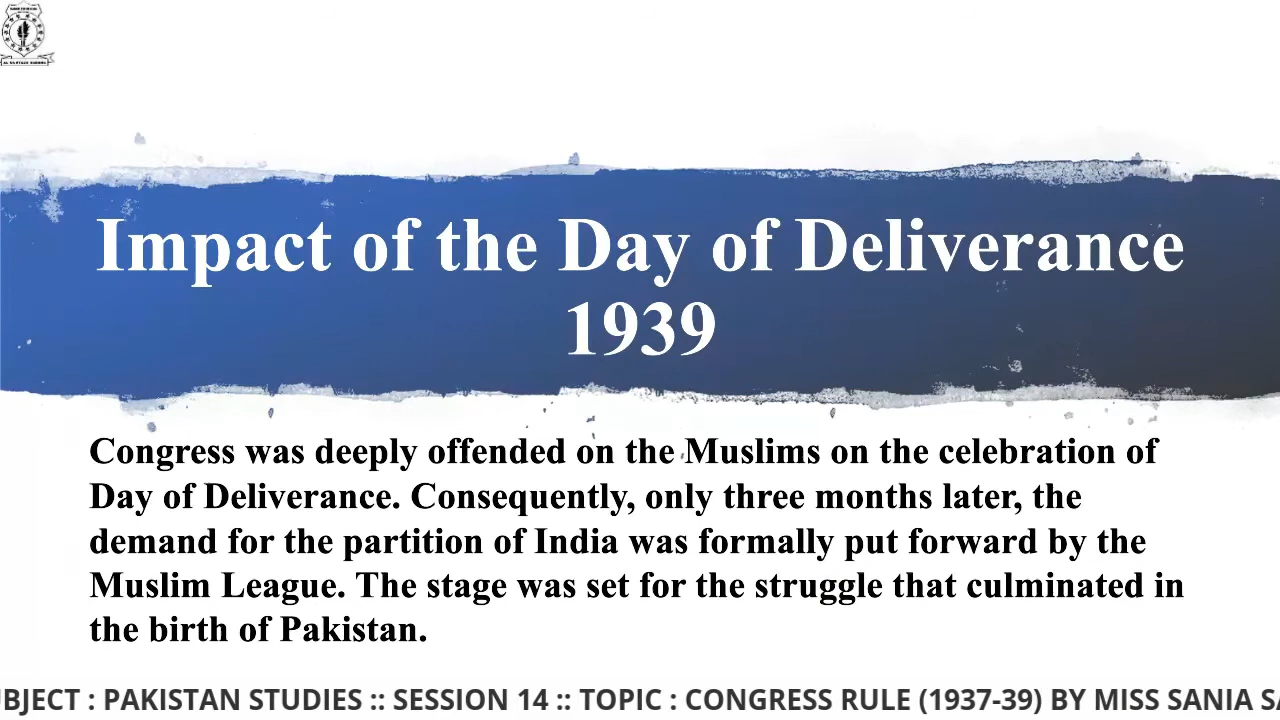 Impact of the Day of Deliverance
1939
Congress was deeply offended on the Muslims on the celebration of
Day of Deliverance. Consequently, only three months later, the
demand for the partition of India was formally put forward by the
Muslim League. The stage was set for the struggle that culminated in
the birth of Pakistan.
UBJECT : PAKISTAN STUDIES :: SESSION 14 :: TOPIC : CONGRESS RULE (1937-39) BY MISS SANIA SA